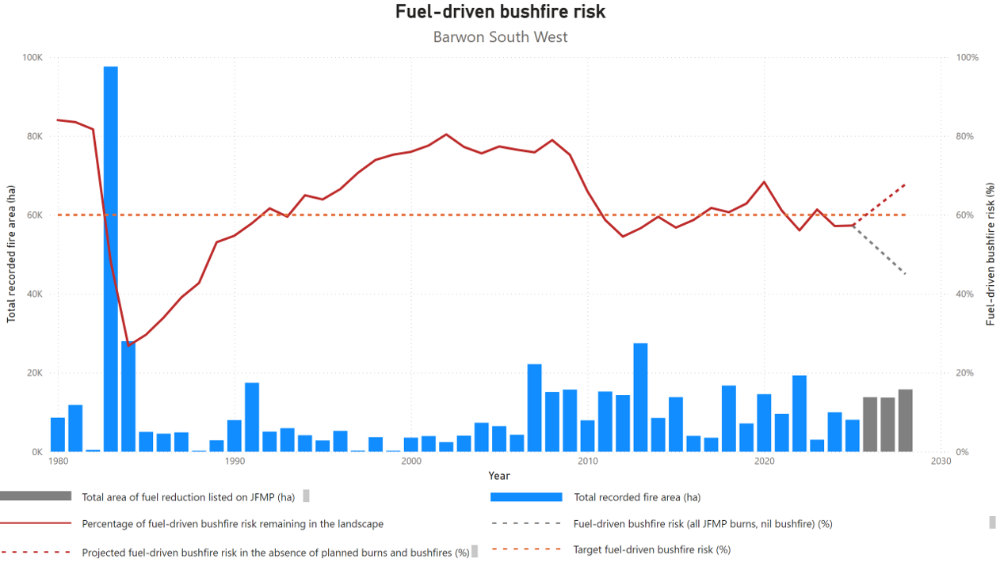 Fuel-driven bushfire risk
Barwon South West
100K
100%
80K
80%
60K
60%
40K
40%
20K
20%
0K
0%
Total recorded fire area (ha)
Fuel-driven bushfire risk (%)
1980
1990
2000
2010
2020
2030
Year
Total area of fuel reduction listed on JFMP (ha)
Total recorded fire area (ha)
Percentage of fuel-driven bushfire risk remaining in the landscape
Fuel-driven bushfire risk (all JFMP burns, nil bushfire) (%)
Projected fuel-driven bushfire risk in the absence of planned burns and bushfires (%)
Target fuel-driven bushfire risk (%)